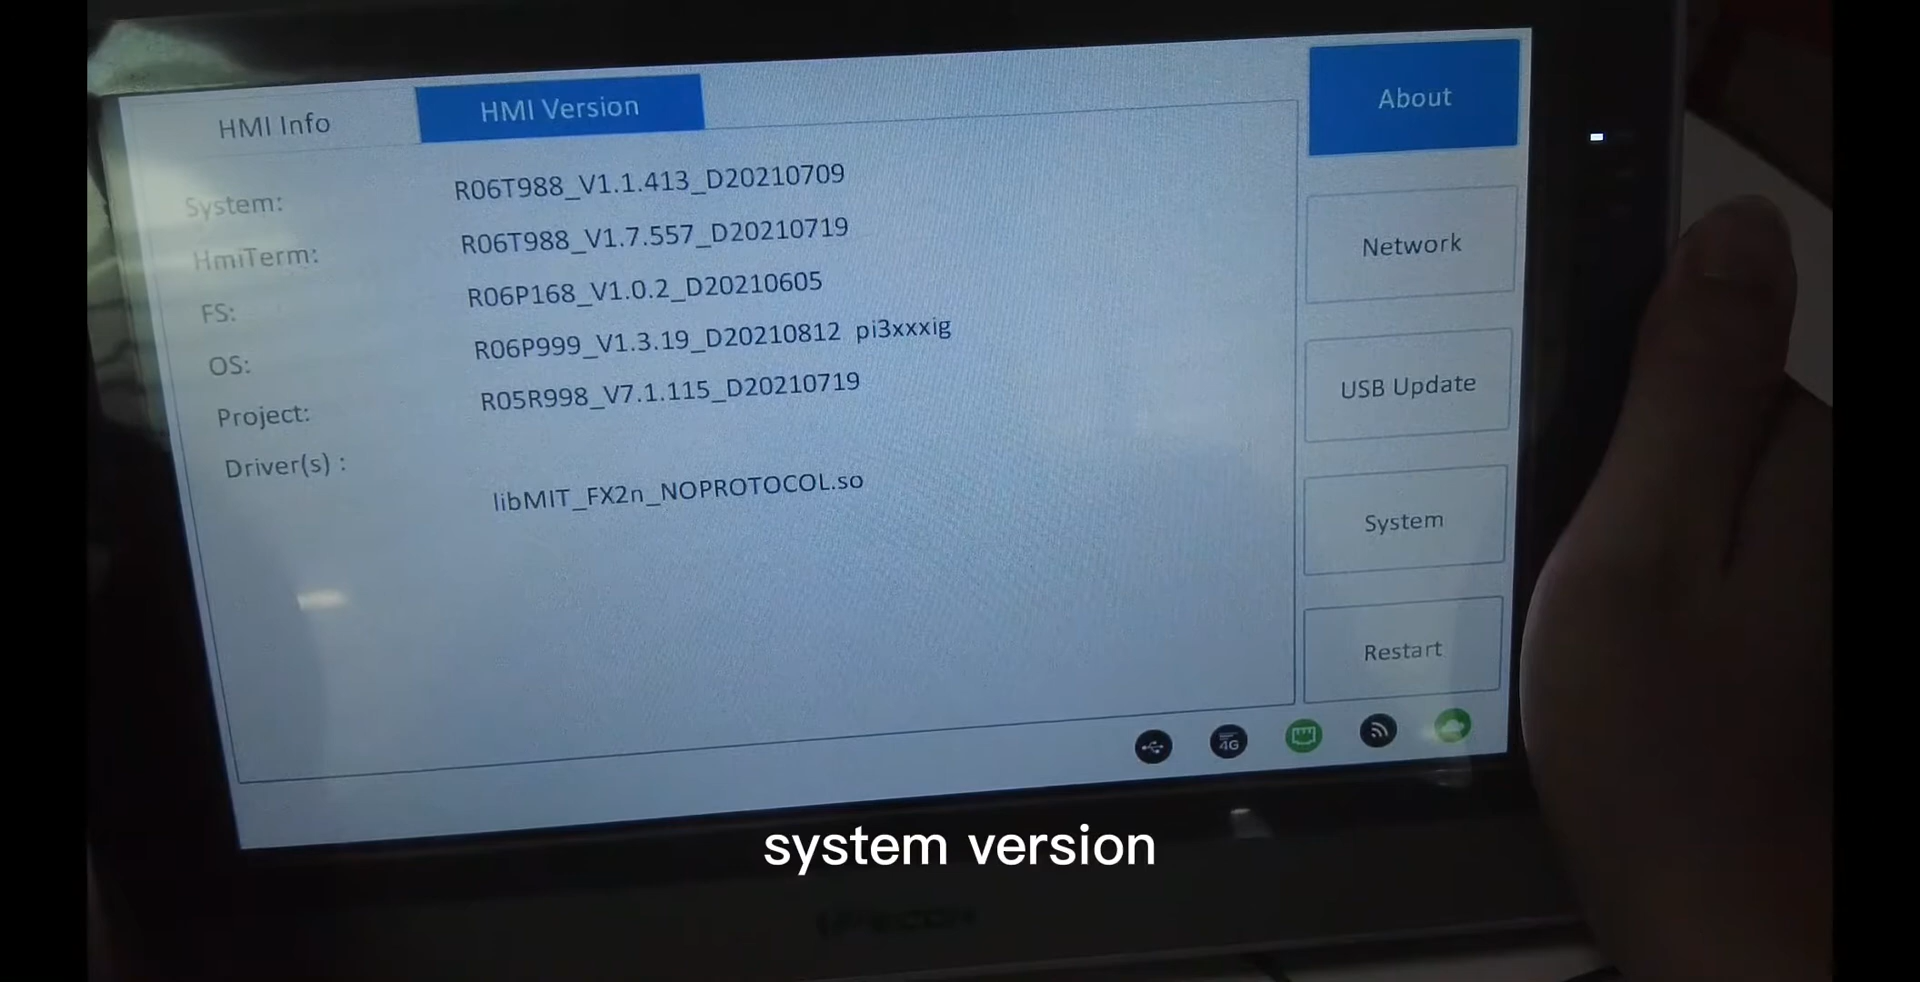 HMI Info
HMI Version
System: R06T988_V1.1.413_D20210709
HmiTerm: R06T988_V1.7.557_D20210719
FS: R06P168_V1.0.2_D20210605
OS: R06P999_V1.3.19_D20210812 pi3xxxig
Project: R05R998_V7.1.115_D20210719
Driver(s) :
libMIT_FX2n_NOPROTOCOL.so
About
Network
USB Update
System
Restart
4G
system version